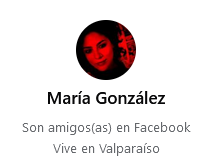 María González
Son amigos(as) en Facebook
Vive en Valparaíso